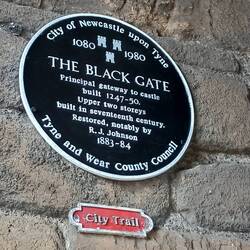 City of Newcastle upon Tyne
1080 1980
THE BLACK GATE
Principal gateway to castle
built 1247-50.
Upper two storeys
built in seventeenth century.
Restored, notably by
R. J. Johnson
1883-84
Tyne and Wear County Council
City Trail